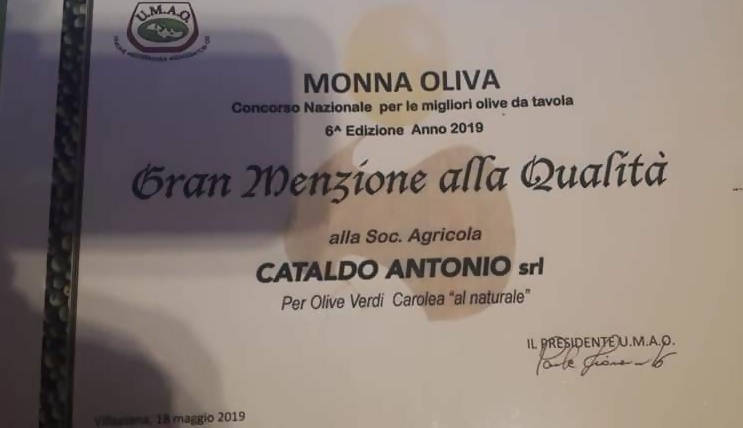 U.M.A.O.
MONNA OLIVA
Concorso Nazionale per le migliori olive da tavola
6^ Edizione Anno 2019
Gran Menzione alla Qualità
alla Soc. Agricola
CATALDO ANTONIO srl
Per Olive Verdi Carolea "al naturale"
IL PRESIDENTE U.M.A.O.
18 maggio 2019